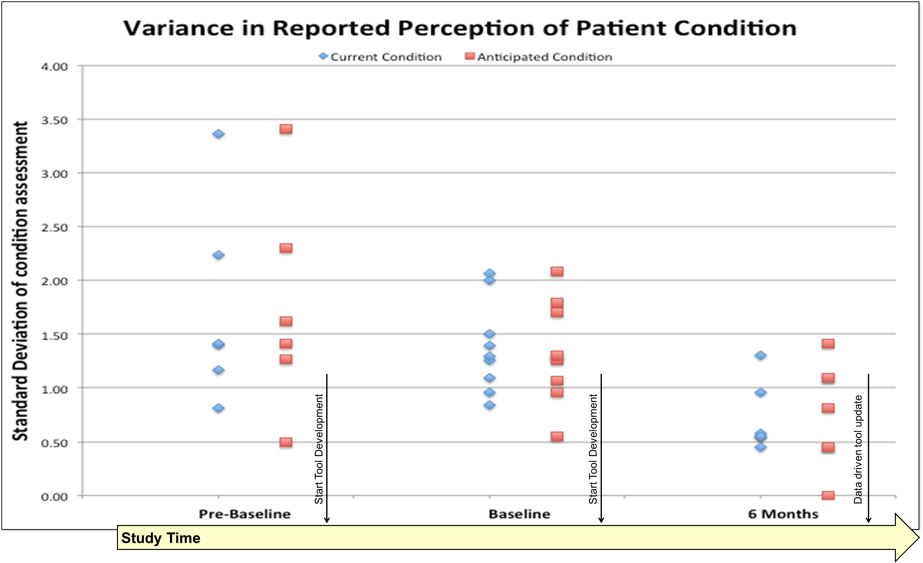 Variance in Reported Perception of Patient Condition
Current Condition Anticipated Condition
Standard Deviation of condition assessment
4.00
3.50
3.00
2.50
2.00
1.50
1.00
0.50
0.00
Start Tool Development
Start Tool Development
Data driven tool update
Pre-Baseline Baseline 6 Months
Study Time